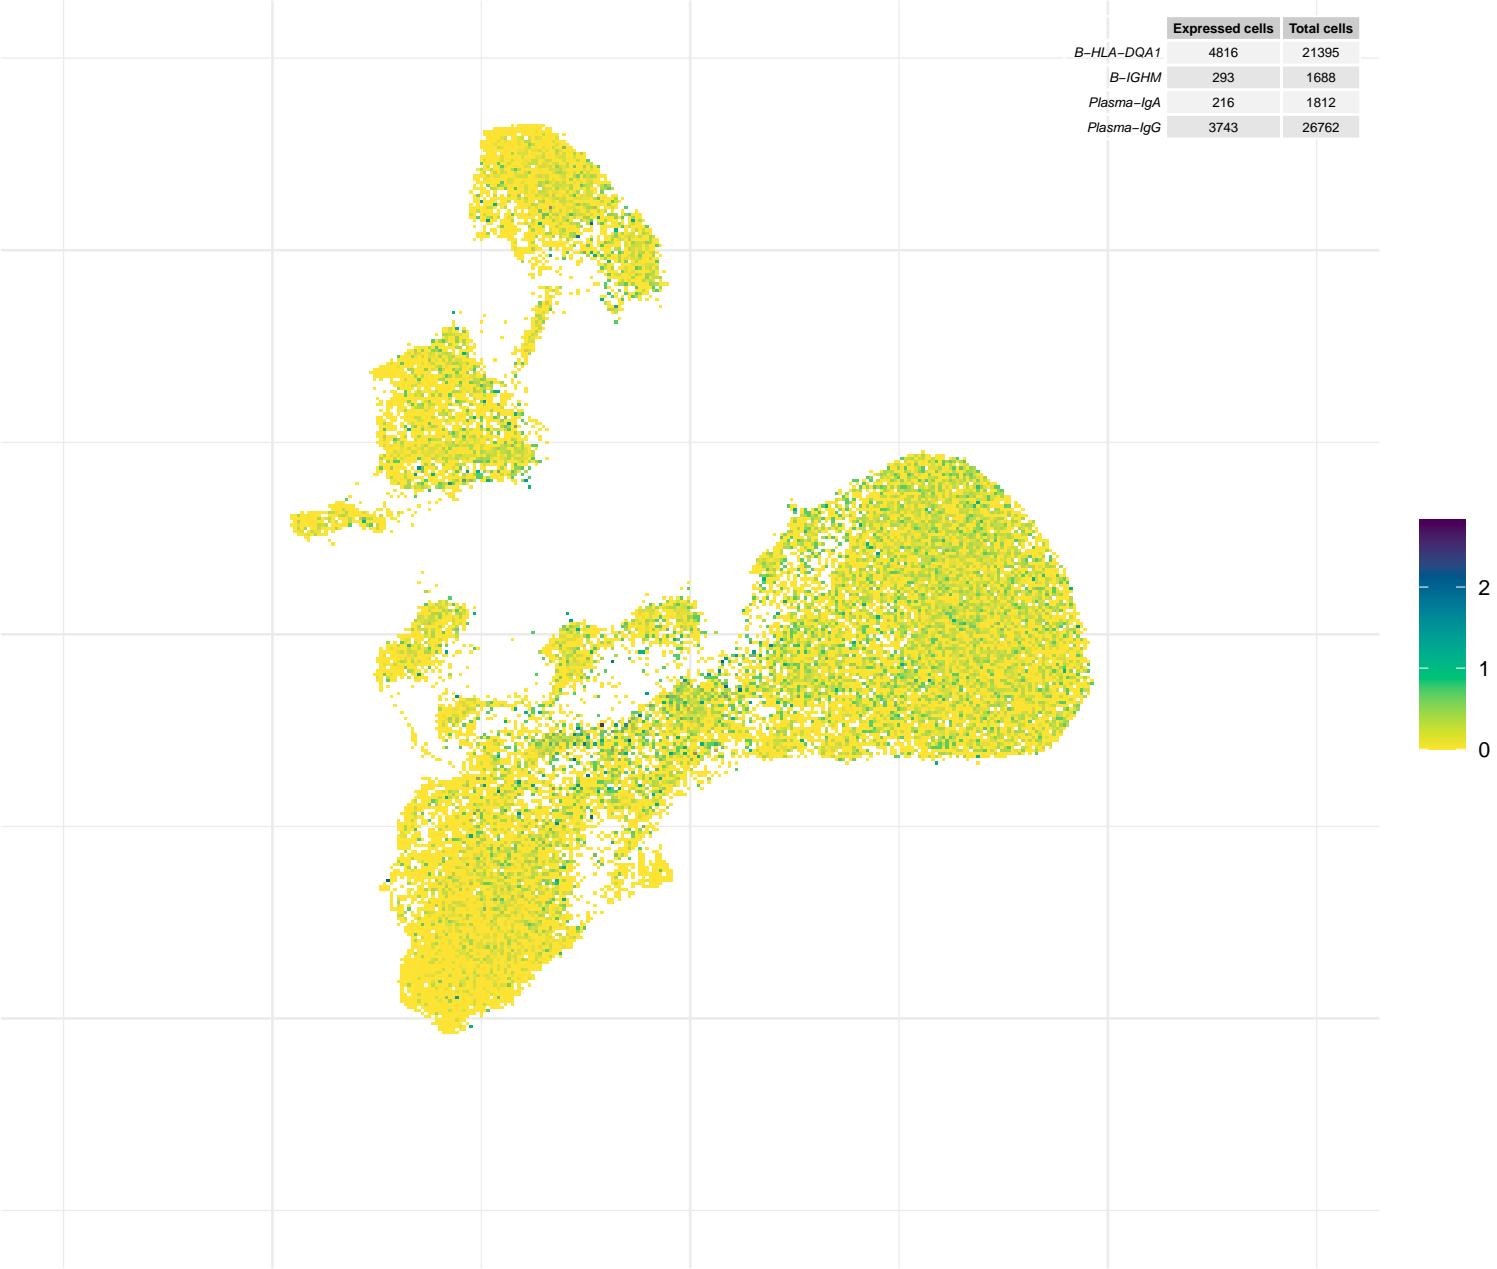 Expressed cells Total cells
B−HLA−DQA1 4816 21395
B−IGHM 293 1688
Plasma−IgA 216 1812
Plasma−IgG 3743 26762
2
1
0